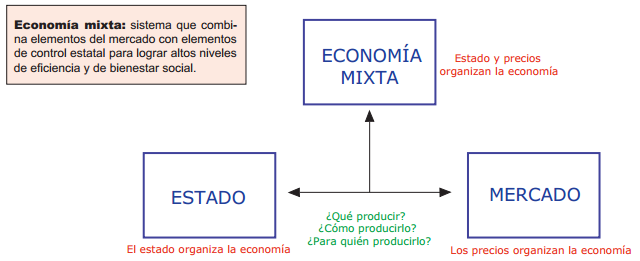 Economía mixta: sistema que combi-
na elementos del mercado con elementos
de control estatal para lograr altos niveles
de eficiencia y de bienestar social.
ECONOMÍA
MIXTA
Estado y precios
organizan la economía
ESTADO
MERCADO
¿Qué producir?
¿Cómo producirlo?
¿Para quién producirlo?
El estado organiza la economía
Los precios organizan la economía